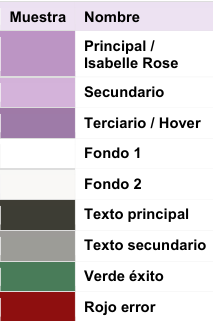 Muestra Nombre
Principal /
Isabelle Rose
Secundario
Terciario / Hover
Fondo 1
Fondo 2
Texto principal
Texto secundario
Verde éxito
Rojo error